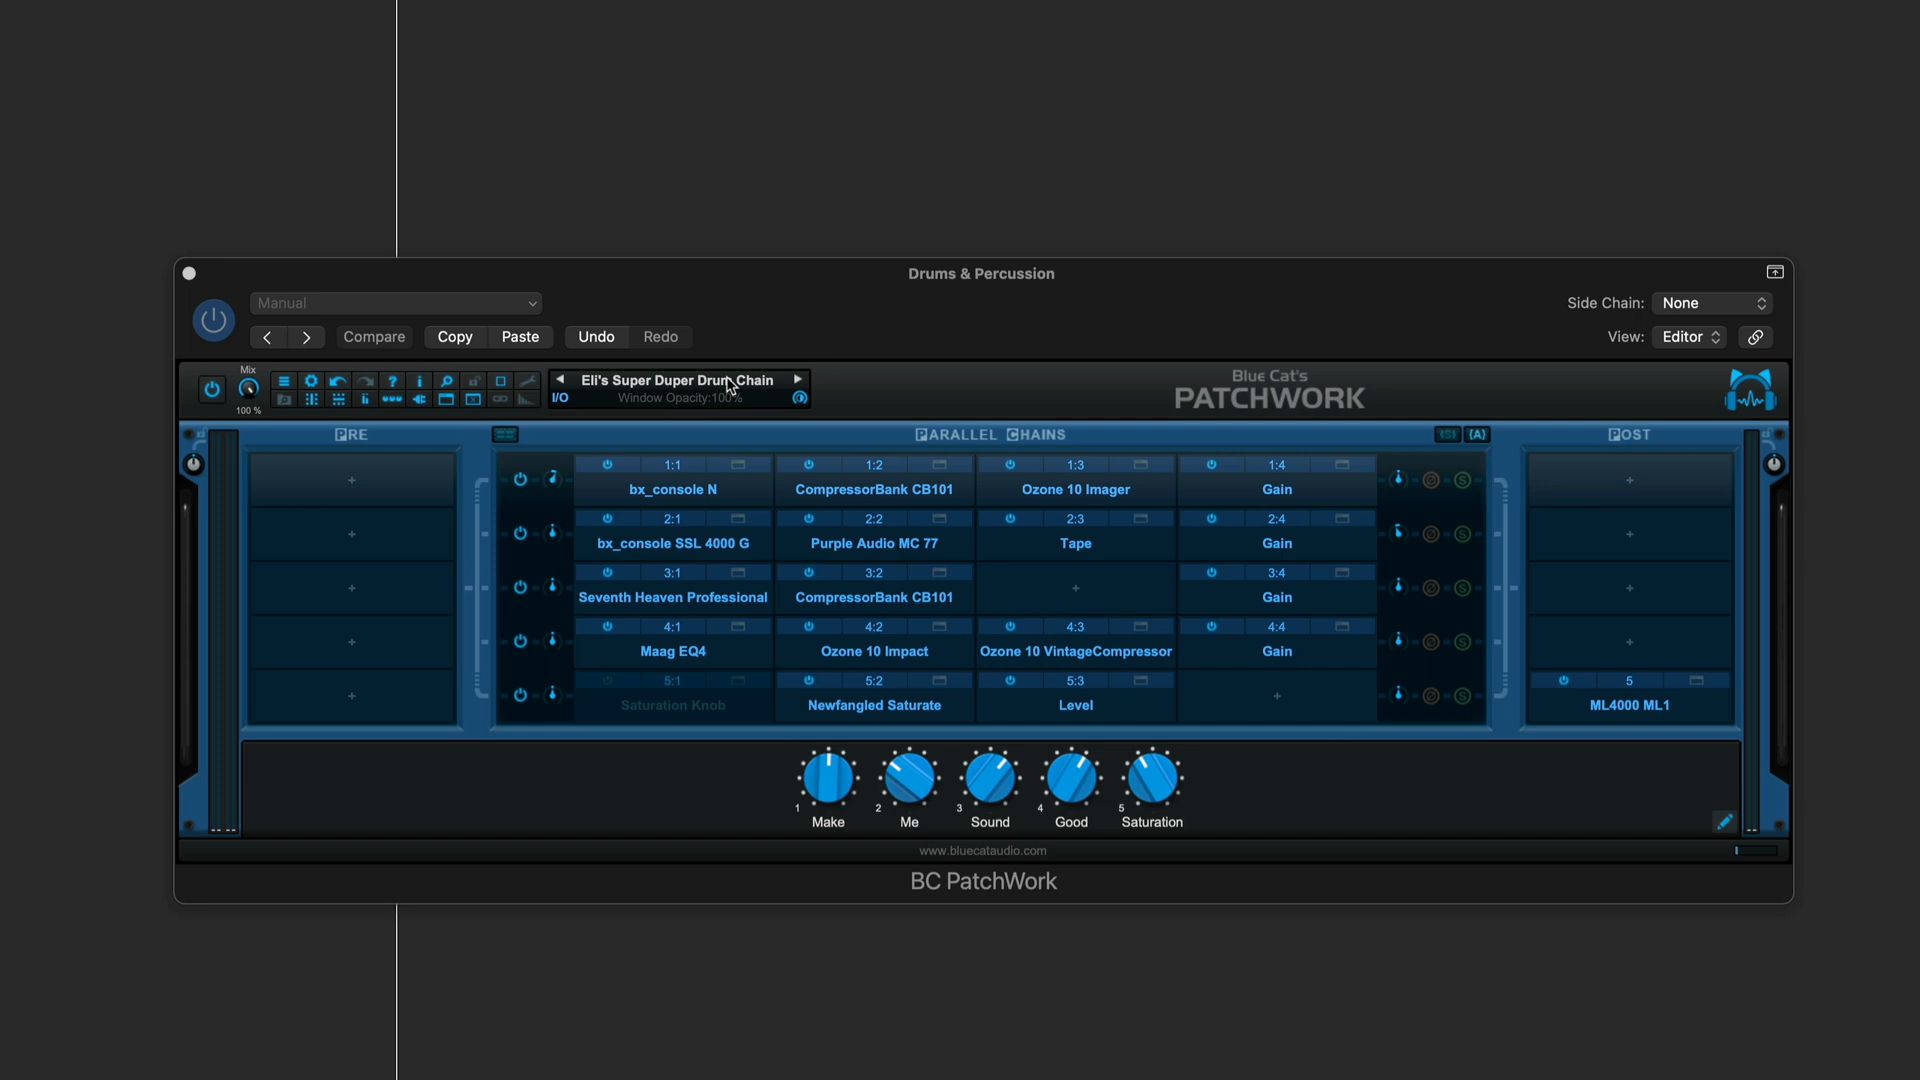 Drums & Percussion
Manual
Side Chain: None
Compare Copy Paste Undo Redo
View: Editor
Mix
100 %
Eli's Super Duper Drum Chain
I/O Window Opacity:100%
Blue Cat's
PATCHWORK
PRE
PARALLEL CHAINS
(S) (A)
POST
1:1 1:2 1:3 1:4
bx_console N CompressorBank CB101 Ozone 10 Imager Gain
2:1 2:2 2:3 2:4
bx_console SSL 4000 G Purple Audio MC 77 Tape Gain
3:1 3:2 3:4
Seventh Heaven Professional CompressorBank CB101 Gain
4:1 4:2 4:3 4:4
Maag EQ4 Ozone 10 Impact Ozone 10 VintageCompressor Gain
5:1 5:2 5:3 5
Saturation Knob Newfangled Saturate Level ML4000 ML1
1 2 3 4 5
Make Me Sound Good Saturation
www.bluecataudio.com
BC PatchWork